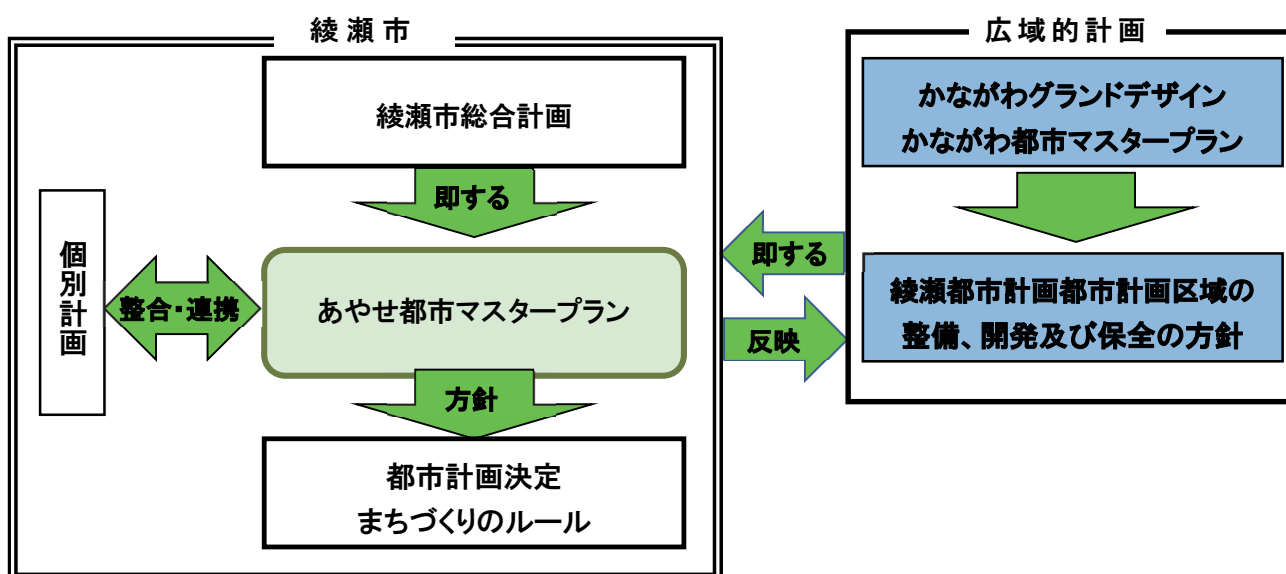 綾瀬市
綾瀬市総合計画
即する
個別計画
整合・連携
あやせ都市マスタープラン
方針
都市計画決定
まちづくりのルール
即する
反映
広域的計画
かながわグランドデザイン
かながわ都市マスタープラン
綾瀬都市計画都市計画区域の
整備、開発及び保全の方針